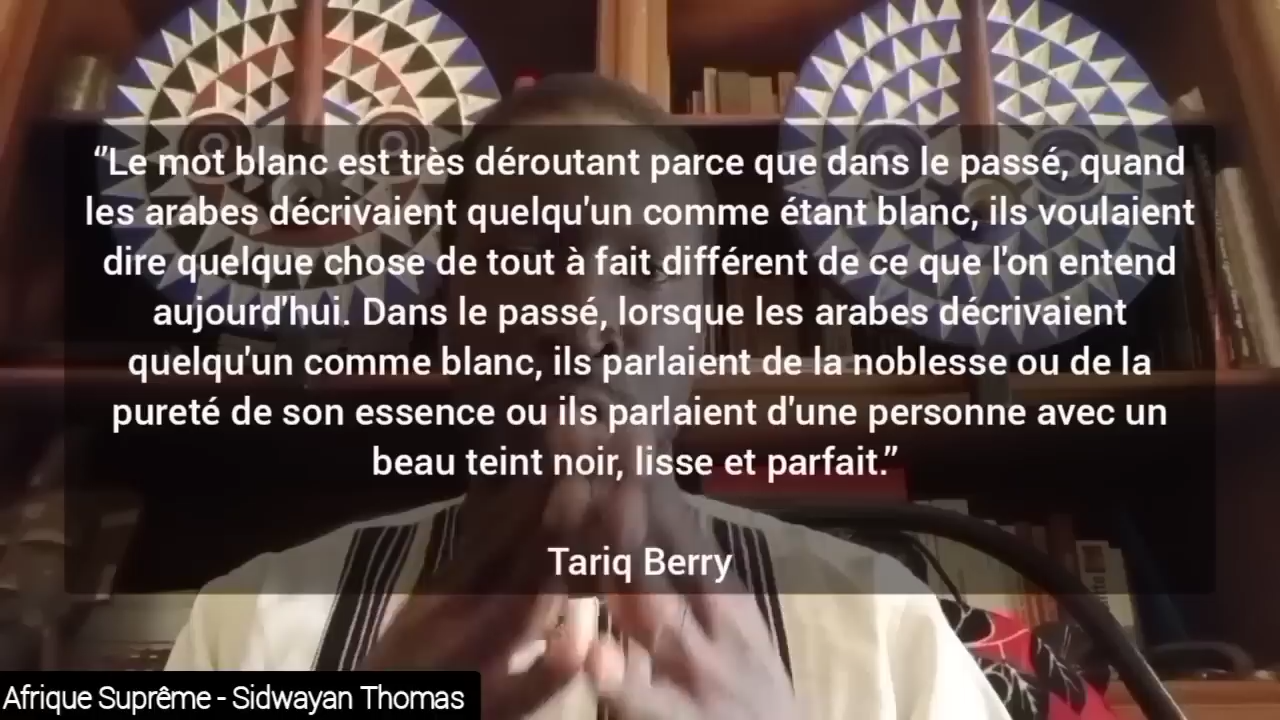 ‘’Le mot blanc est très déroutant parce que dans le passé, quand
les arabes décrivaient quelqu'un comme étant blanc, ils voulaient
dire quelque chose de tout à fait différent de ce que l'on entend
aujourd'hui. Dans le passé, lorsque les arabes décrivaient
quelqu'un comme blanc, ils parlaient de la noblesse ou de la
pureté de son essence ou ils parlaient d'une personne avec un
beau teint noir, lisse et parfait.’’
Tariq Berry
Afrique Suprême - Sidwayan Thomas